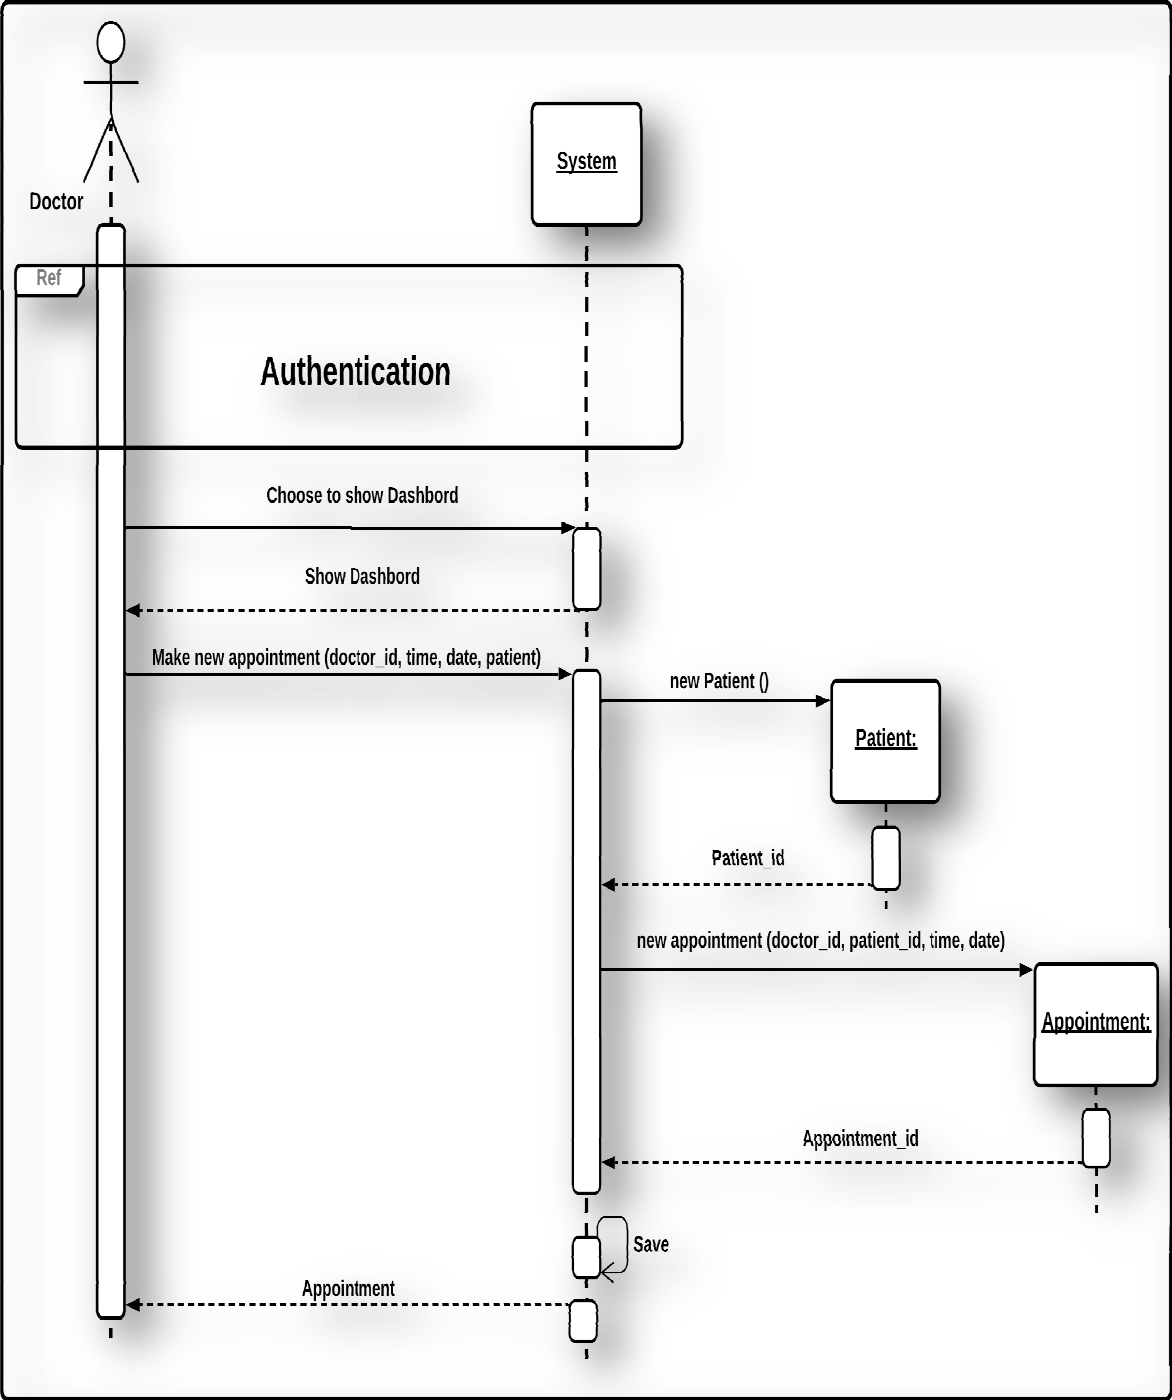 System
Doctor
Ref
Authentication
Choose to show Dashbord
Show Dashbord
Make new appointment (doctor_id, time, date, patient)
new Patient ()
Patient:
Patient_id
new appointment (doctor_id, patient_id, time, date)
Appointment:
Appointment_id
Save
Appointment